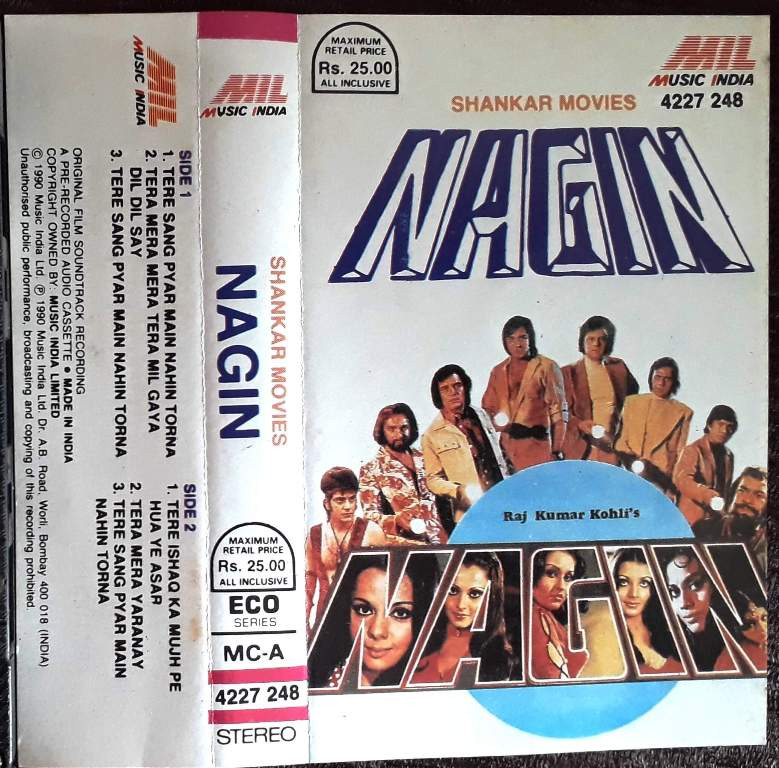 MIL
MUSIC INDIA
SIDE 1
1. TERE SANG PYAR MAIN NAHIN TORNA
2. TERA MERA MERA TERA MIL GAYA
DIL DIL SAY
3. TERE SANG PYAR MAIN NAHIN TORNA
SIDE 2
1. TERE ISHAQ KA MUJH PE
HUA YE ASAR
2. TERA MERA YARANAY
3. TERE SANG PYAR MAIN
NAHIN TORNA
ORIGINAL FILM SOUNDTRACK RECORDING
A PRE-RECORDED AUDIO CASSETTE ● MADE IN INDIA
COPYRIGHT OWNED BY: MUSIC INDIA LIMITED
© 1990 Music India Ltd. ℗ 1990 Music India Ltd. Dr. A.B. Road, Worli, Bombay 400 018 (INDIA)
Unauthorised public performance, broadcasting and copying of this recording prohibited.
MIL
MUSIC INDIA
SHANKAR MOVIES
NAGIN
MAXIMUM
RETAIL PRICE
Rs. 25.00
ALL INCLUSIVE
ECO
SERIES
MC-A
4227 248
STEREO
MAXIMUM
RETAIL PRICE
Rs. 25.00
ALL INCLUSIVE
MIL
MUSIC INDIA
SHANKAR MOVIES 4227 248
NAGIN
Raj Kumar Kohli's
NAGIN